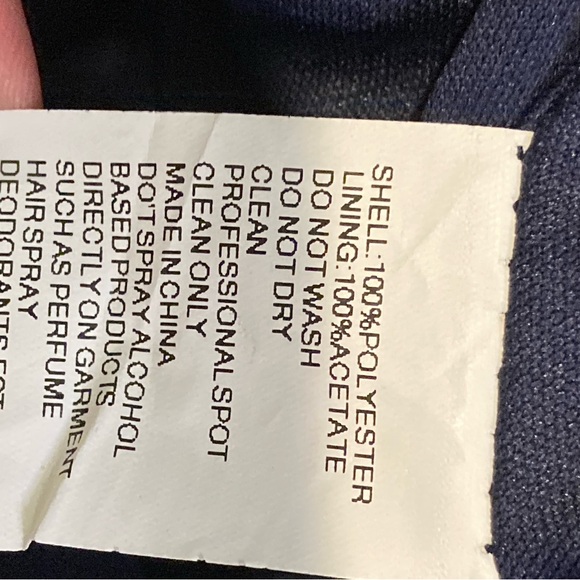 SHELL:100%POLYESTER
LINING:100%ACETATE
DO NOT WASH
DO NOT DRY
CLEAN
PROFESSIONAL SPOT
CLEAN ONLY
MADE IN CHINA
DO'T SPRAY ALCOHOL
BASED PRODUCTS
DIRECTLY ON GARMENT
SUCH AS PERFUME
HAIR SPRAY
DEODORANTS